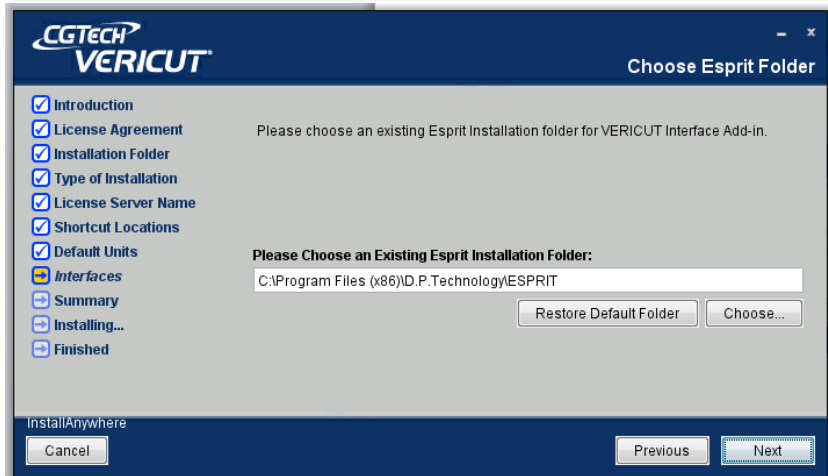 CGTECH
VERICUT
Choose Esprit Folder
Introduction
License Agreement
Installation Folder
Type of Installation
License Server Name
Shortcut Locations
Default Units
Interfaces
Summary
Installing...
Finished
Please choose an existing Esprit Installation folder for VERICUT Interface Add-in.
Please Choose an Existing Esprit Installation Folder:
C:\Program Files (x86)\D.P.Technology\ESPRIT
Restore Default Folder
Choose...
InstallAnywhere
Cancel
Previous
Next